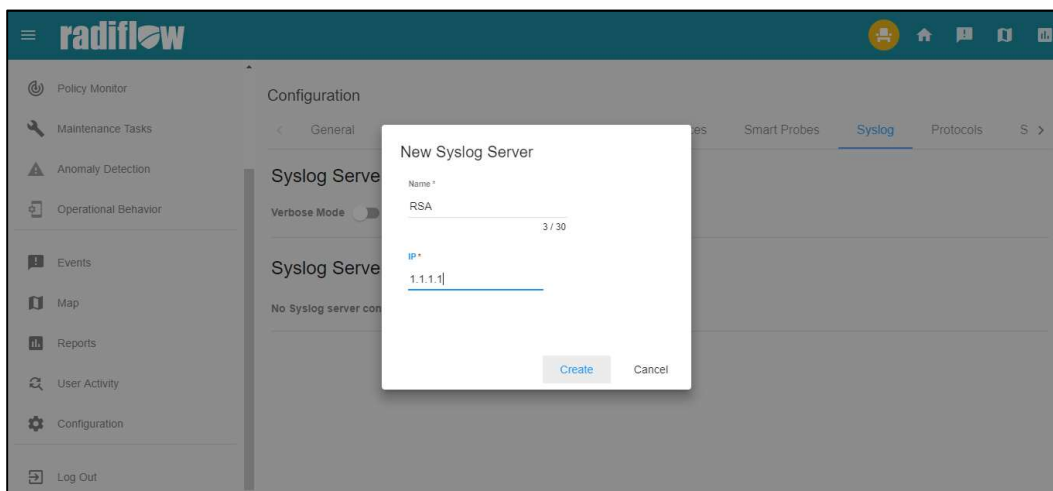 radiflow
Policy Monitor
Maintenance Tasks
Anomaly Detection
Operational Behavior
Events
Map
Reports
User Activity
Configuration
Log Out
Configuration
General
ces
Smart Probes
Syslog
Protocols
S
Syslog Serve
Verbose Mode
Syslog Serve
No Syslog server con
New Syslog Server
Name *
RSA
3 / 30
IP *
1.1.1.1
Create Cancel